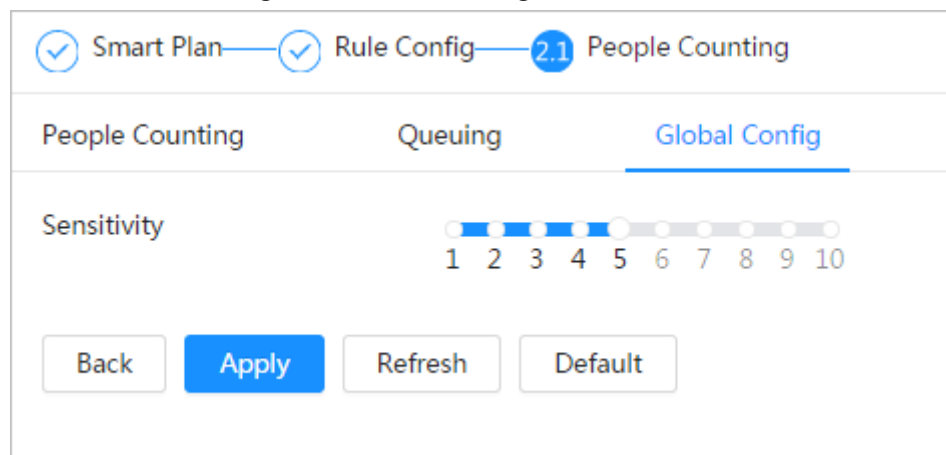 Smart Plan Rule Config 2.1 People Counting
People Counting Queuing Global Config
Sensitivity
1 2 3 4 5 6 7 8 9 10
Back Apply Refresh Default